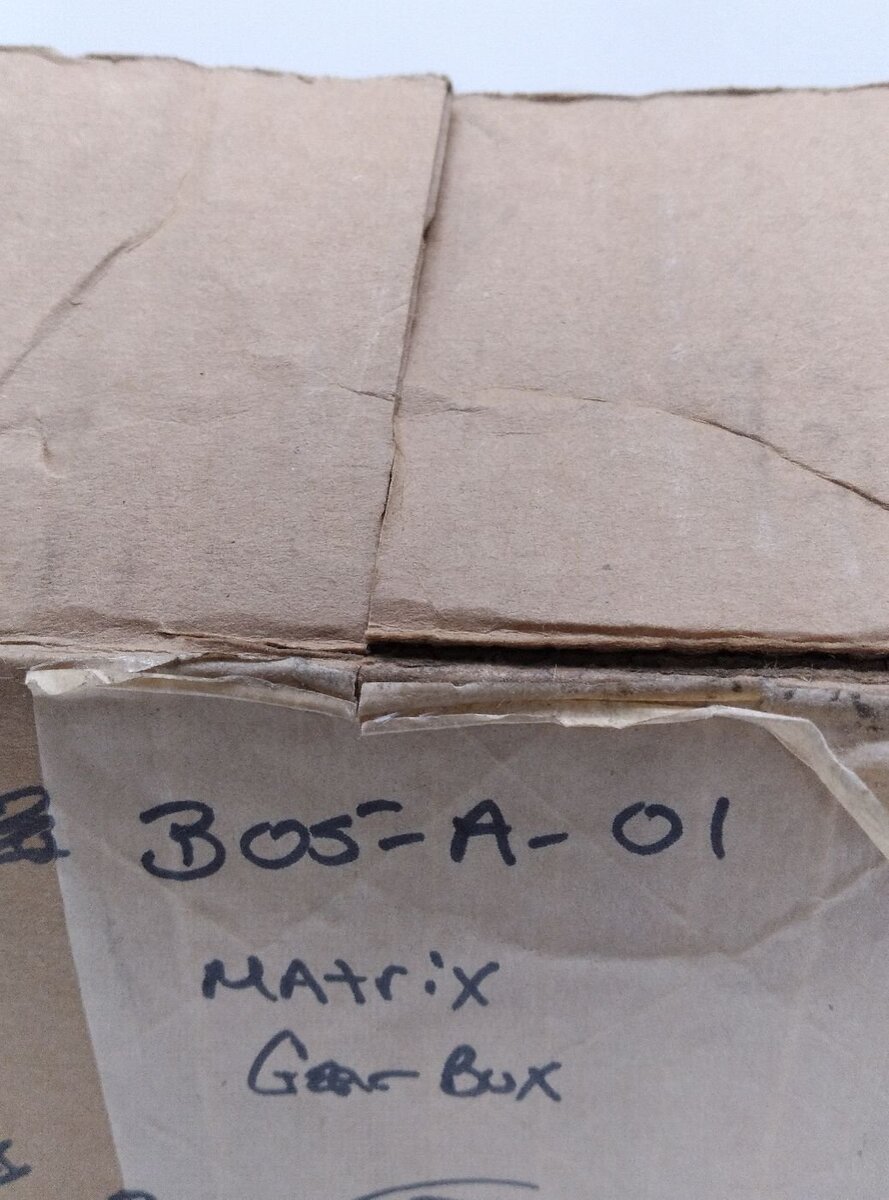 B05-A-01
MAtrix
Gear Box